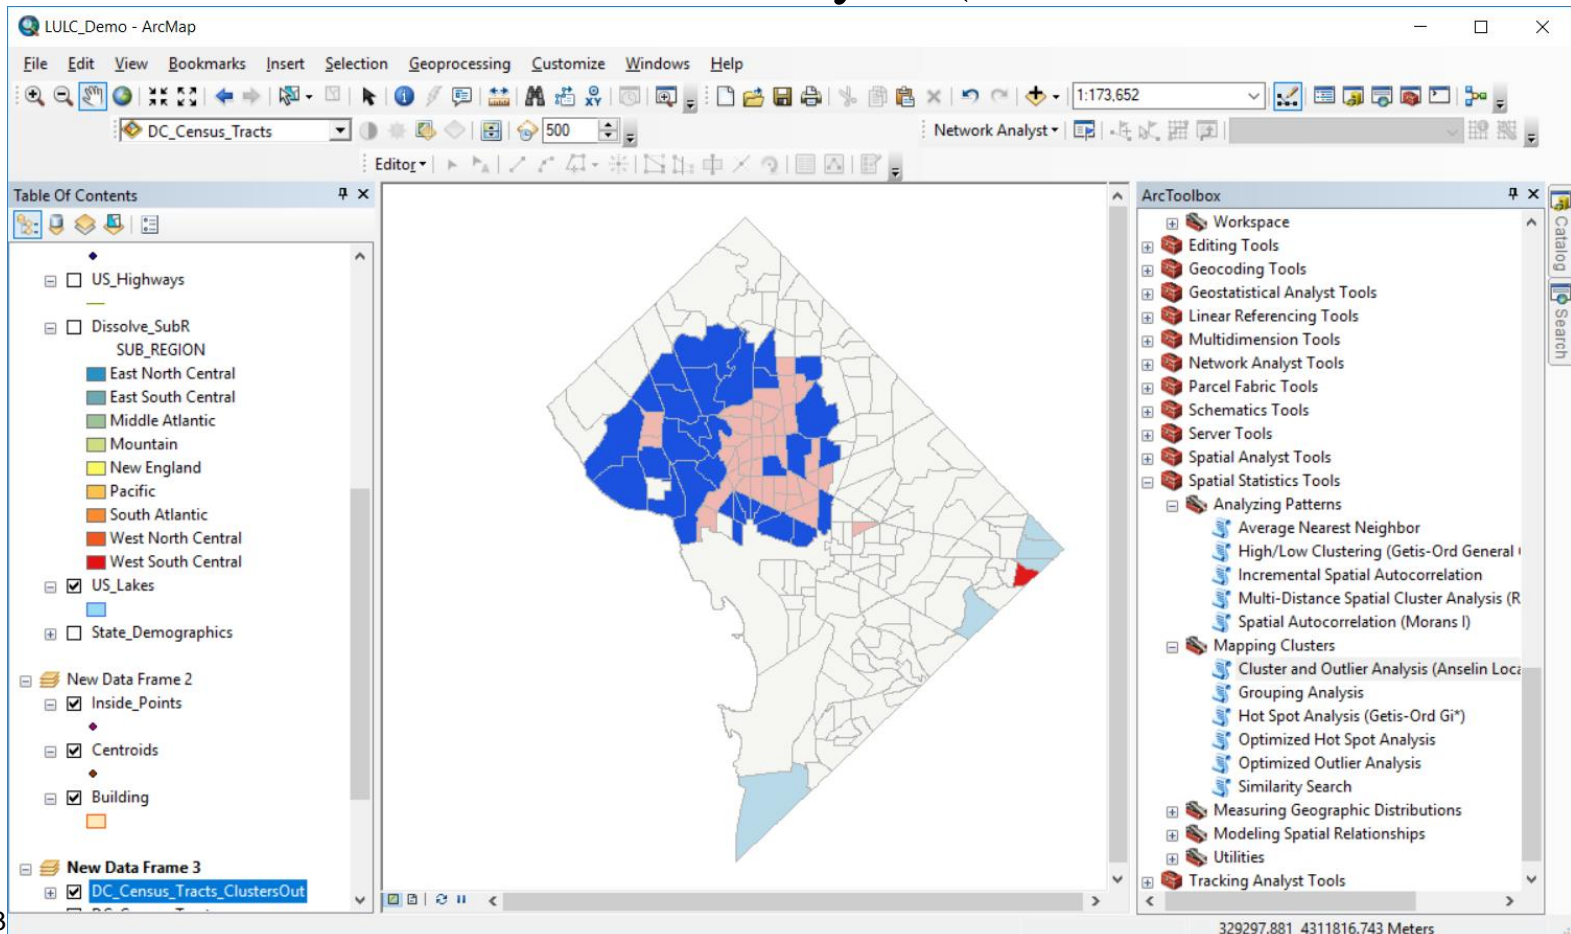 LULC_Demo - ArcMap
File Edit View Bookmarks Insert Selection Geoprocessing Customize Windows Help
XY
1:173,652
DC_Census_Tracts
500
Network Analyst
Editor
Table Of Contents
US_Highways
Dissolve_SubR
SUB_REGION
East North Central
East South Central
Middle Atlantic
Mountain
New England
Pacific
South Atlantic
West North Central
West South Central
US_Lakes
State_Demographics
New Data Frame 2
Inside_Points
Centroids
Building
New Data Frame 3
DC_Census_Tracts_ClustersOut
ArcToolbox
Workspace
Editing Tools
Geocoding Tools
Geostatistical Analyst Tools
Linear Referencing Tools
Multidimension Tools
Network Analyst Tools
Parcel Fabric Tools
Schematics Tools
Server Tools
Spatial Analyst Tools
Spatial Statistics Tools
Analyzing Patterns
Average Nearest Neighbor
High/Low Clustering (Getis-Ord General
Incremental Spatial Autocorrelation
Multi-Distance Spatial Cluster Analysis (R
Spatial Autocorrelation (Morans I)
Mapping Clusters
Cluster and Outlier Analysis (Anselin Loca
Grouping Analysis
Hot Spot Analysis (Getis-Ord Gi*)
Optimized Hot Spot Analysis
Optimized Outlier Analysis
Similarity Search
Measuring Geographic Distributions
Modeling Spatial Relationships
Utilities
Tracking Analyst Tools
Catalog
Search
329297.881 4311816.743 Meters